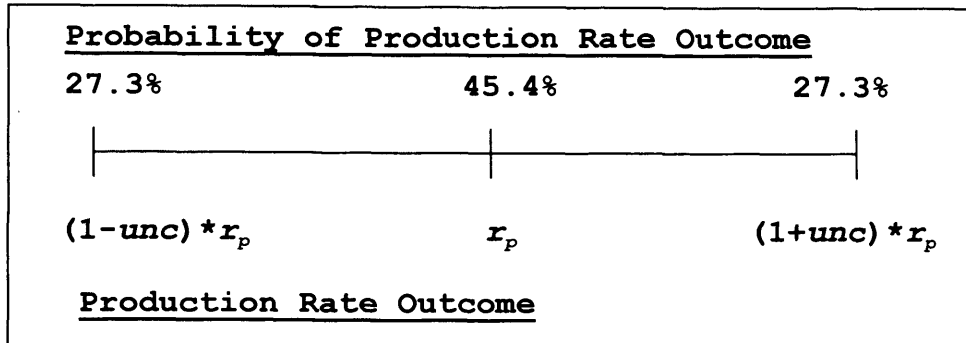 Probability of Production Rate Outcome
27.3% 45.4% 27.3%
(1-unc)*r_p r_p (1+unc)*r_p
Production Rate Outcome